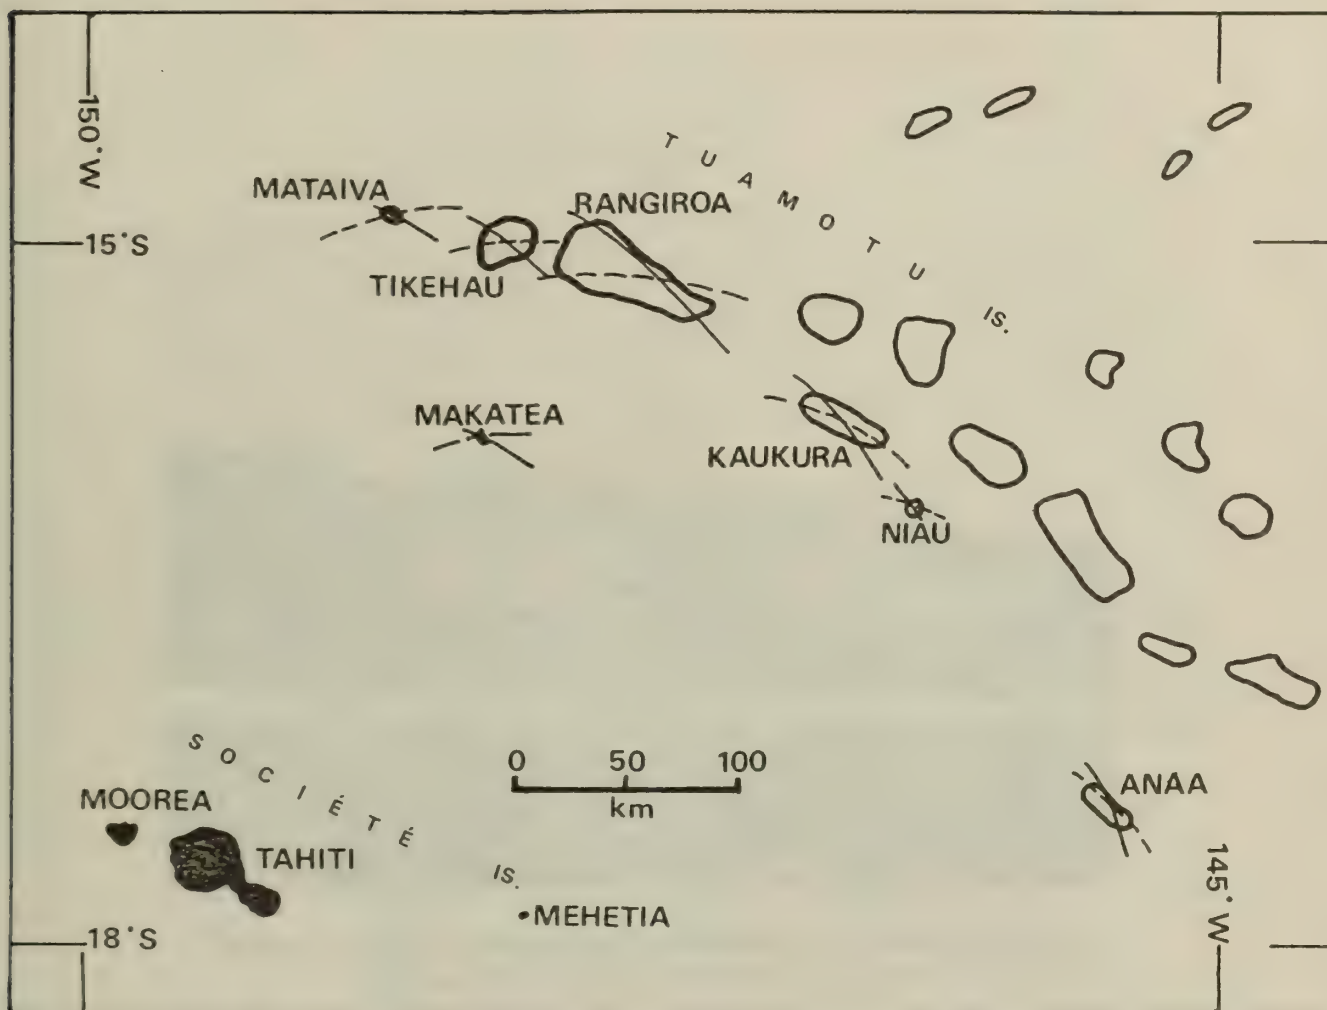 150°W
TUAMOTU IS.
MATAIVA
RANGIROA
15°S
TIKEHAU
MAKATEA
KAUKURA
NIAU
SOCIÉTÉ IS.
0 50 100
km
MOOREA
ANAA
TAHITI
145°W
MEHETIA
18°S